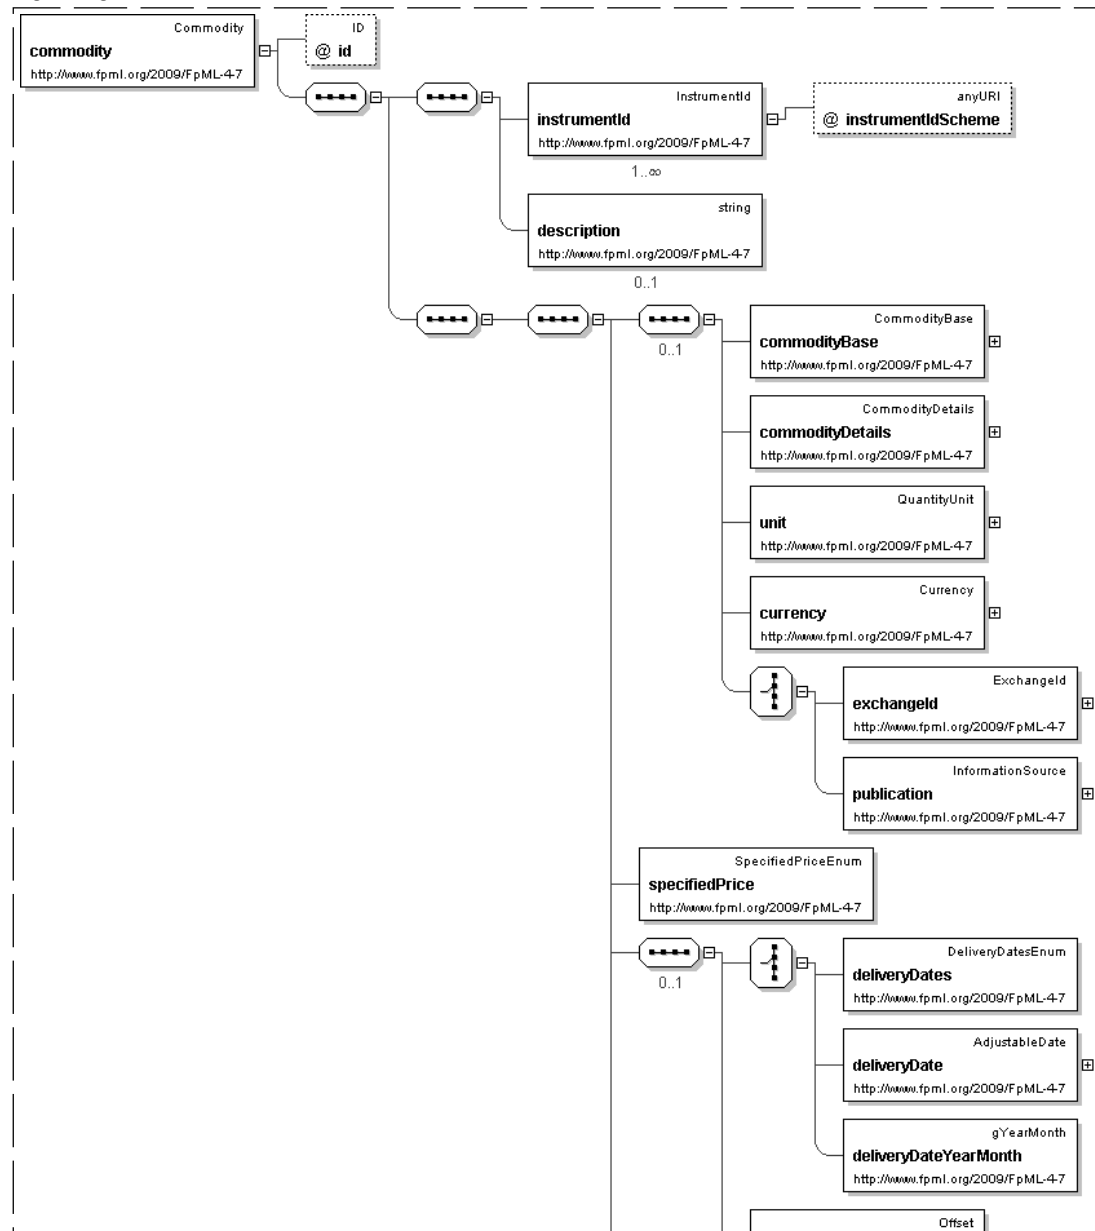 Commodity
commodity
http://www.fpml.org/2009/FpML-4-7
ID
@ id
InstrumentId
instrumentId
http://www.fpml.org/2009/FpML-4-7
1..∞
anyURI
@ instrumentIdScheme
string
description
http://www.fpml.org/2009/FpML-4-7
0..1
0..1
CommodityBase
commodityBase
http://www.fpml.org/2009/FpML-4-7
CommodityDetails
commodityDetails
http://www.fpml.org/2009/FpML-4-7
QuantityUnit
unit
http://www.fpml.org/2009/FpML-4-7
Currency
currency
http://www.fpml.org/2009/FpML-4-7
ExchangeId
exchangeId
http://www.fpml.org/2009/FpML-4-7
InformationSource
publication
http://www.fpml.org/2009/FpML-4-7
SpecifiedPriceEnum
specifiedPrice
http://www.fpml.org/2009/FpML-4-7
0..1
DeliveryDatesEnum
deliveryDates
http://www.fpml.org/2009/FpML-4-7
AdjustableDate
deliveryDate
http://www.fpml.org/2009/FpML-4-7
gYearMonth
deliveryDateYearMonth
http://www.fpml.org/2009/FpML-4-7
Offset